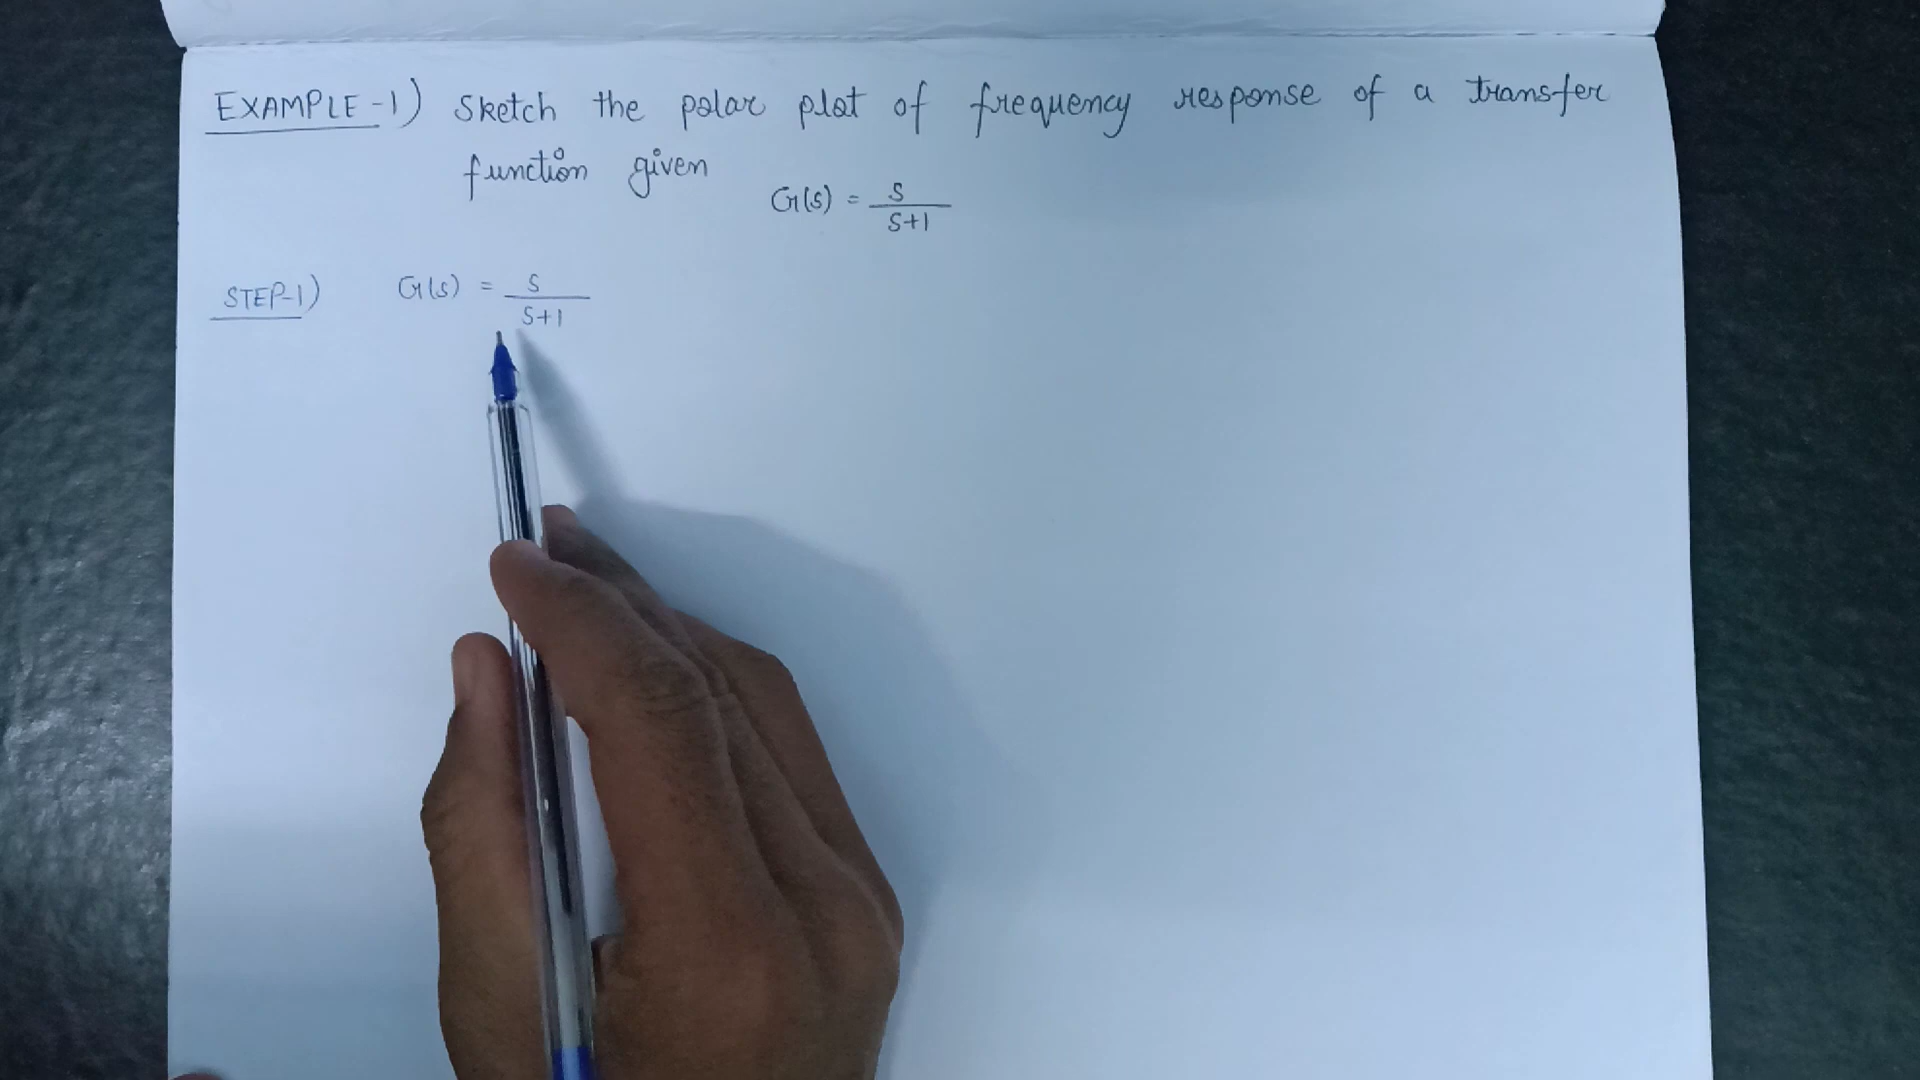 EXAMPLE-1) Sketch the polar plot of frequency response of a transfer
function given
G(s) = s
s+1
STEP-1) G(s) = s
s+1